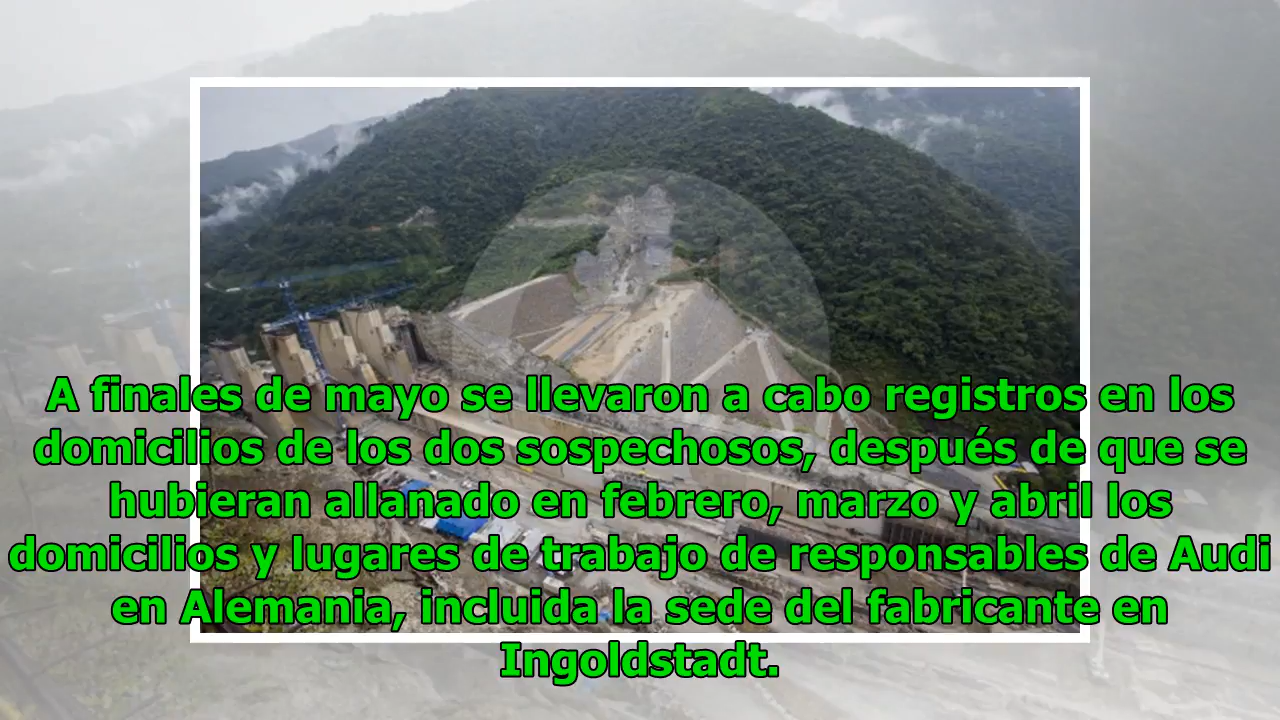 A finales de mayo se llevaron a cabo registros en los
domicilios de los dos sospechosos, después de que se
hubieran allanado en febrero, marzo y abril los
domicilios y lugares de trabajo de responsables de Audi
en Alemania, incluida la sede del fabricante en
Ingoldstadt.